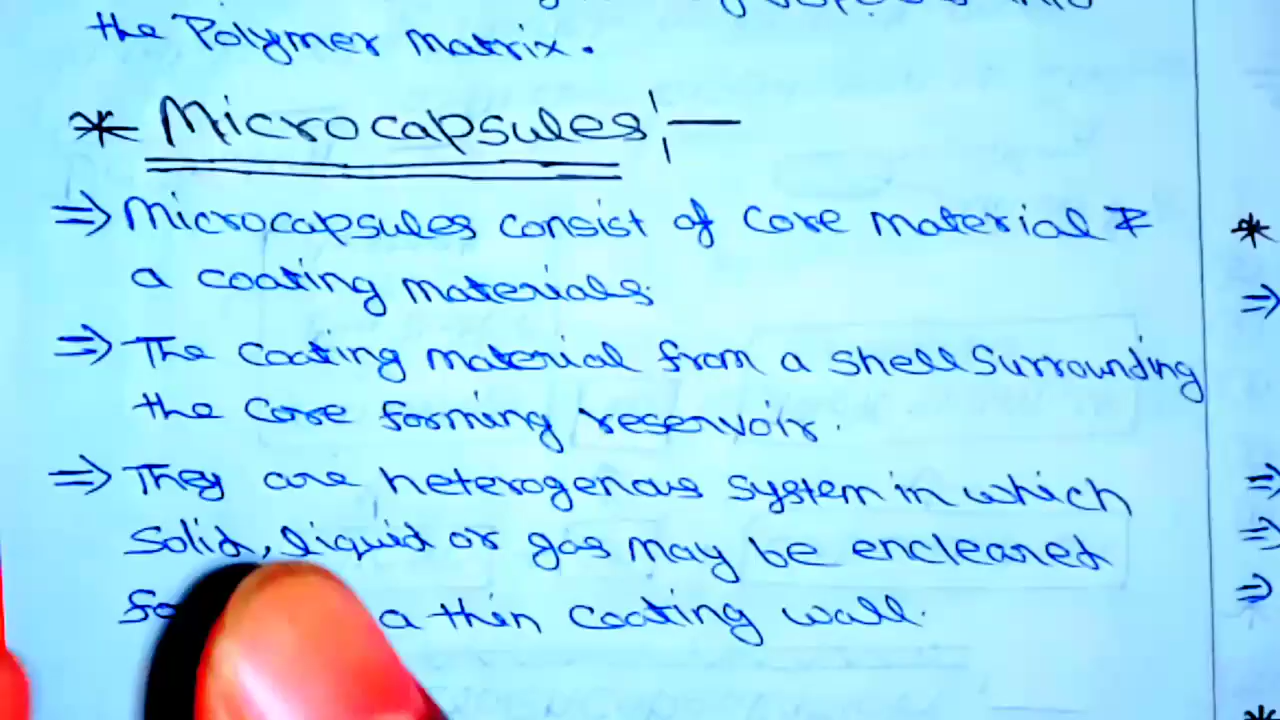 the Polymer matrix.
* Microcapsules :-
⇒ Microcapsules consist of core material &
a coating materials.
⇒ The coating material from a shell surrounding
the core forming reservoir.
⇒ They are heterogenous system in which
solid, liquid or gas may be encleared
a thin coating wall.